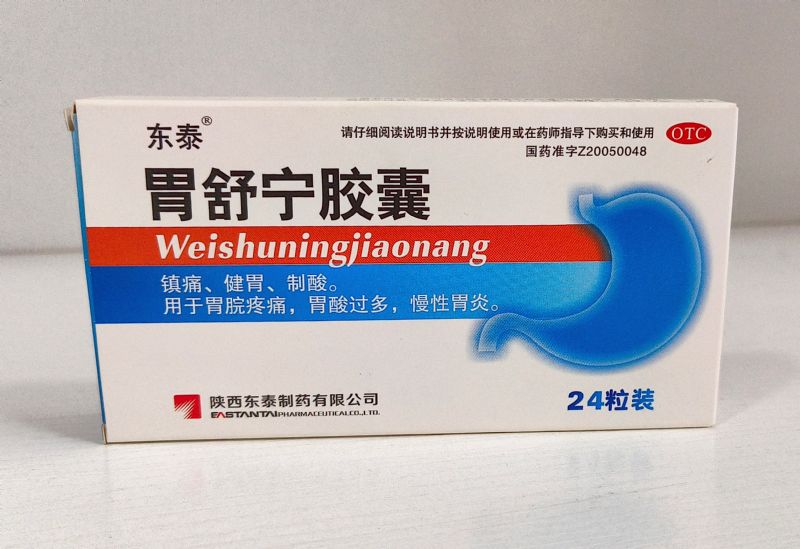 东泰®
请仔细阅读说明书并按说明使用或在药师指导下购买和使用
OTC
国药准字Z20050048
胃舒宁胶囊
Weishuningjiaonang
镇痛、健胃、制酸。
用于胃脘疼痛，胃酸过多，慢性胃炎。
陕西东泰制药有限公司
EASTANTAI PHARMACEUTICAL CO., LTD.
24粒装